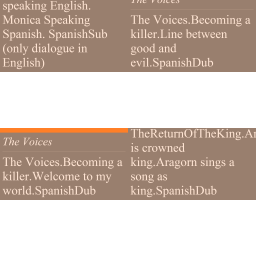 speaking English.
Monica Speaking
Spanish. SpanishSub
(only dialogue in
English)
The Voices
The Voices.Becoming a
killer.Line between
good and
evil.SpanishDub
The Voices
The Voices.Becoming a
killer.Welcome to my
world.SpanishDub
TheReturnOfTheKing.Ar
is crowned
king.Aragorn sings a
song as
king.SpanishDub